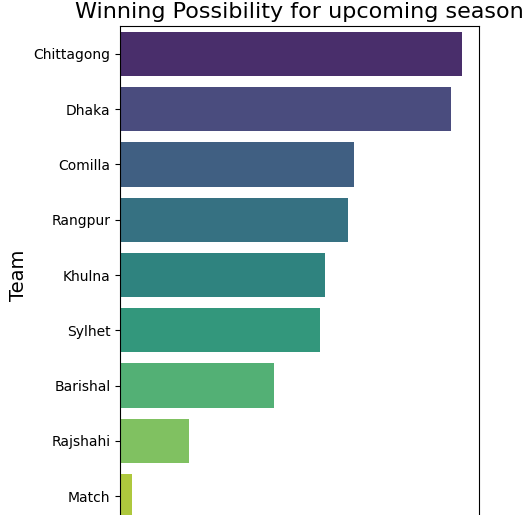 Winning Possibility for upcoming season
Chittagong
Dhaka
Comilla
Rangpur
Khulna
Sylhet
Barishal
Rajshahi
Match
Team